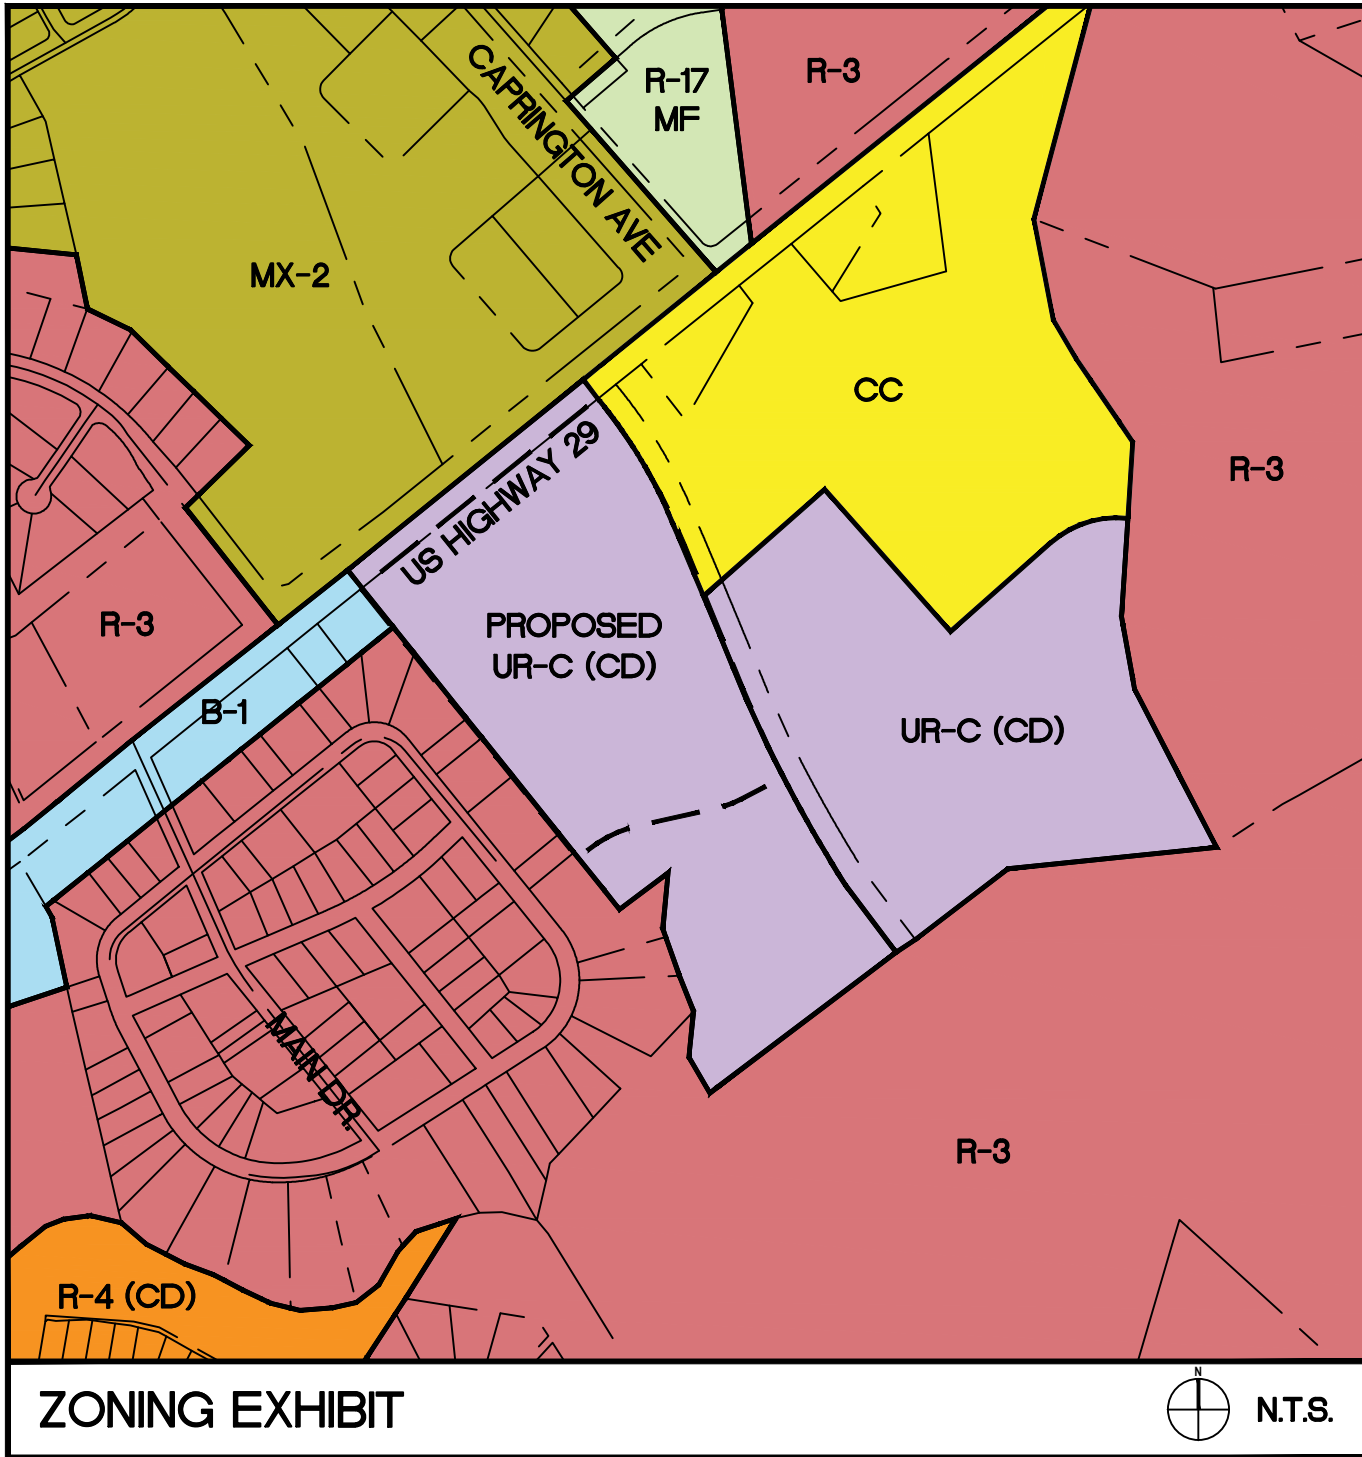 CAPRINGTON AVE
R-17
MF
R-3
MX-2
CC
US HIGHWAY 29
R-3
R-3
PROPOSED
UR-C (CD)
B-1
UR-C (CD)
MAIN DR.
R-3
R-4 (CD)
ZONING EXHIBIT
N
N.T.S.